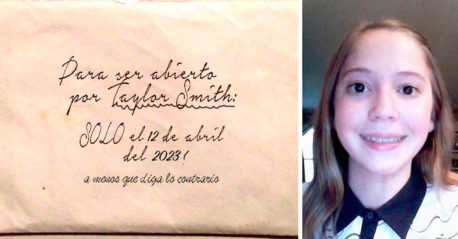 Para ser abierto
por Taylor Smith:
SOLO el 12 de abril
del 2023!
a menos que diga lo contrario